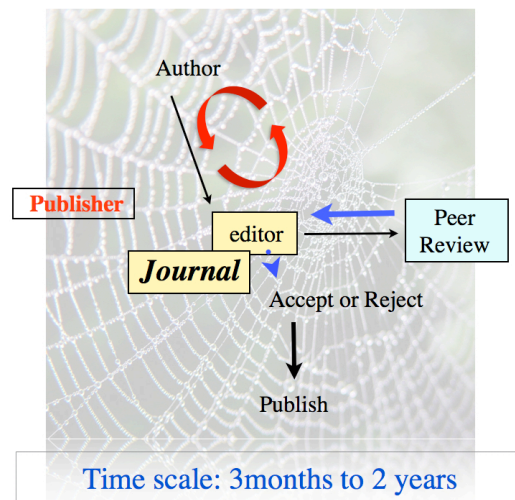 Author
Publisher
editor
Peer
Review
Journal
Accept or Reject
Publish
Time scale: 3months to 2 years